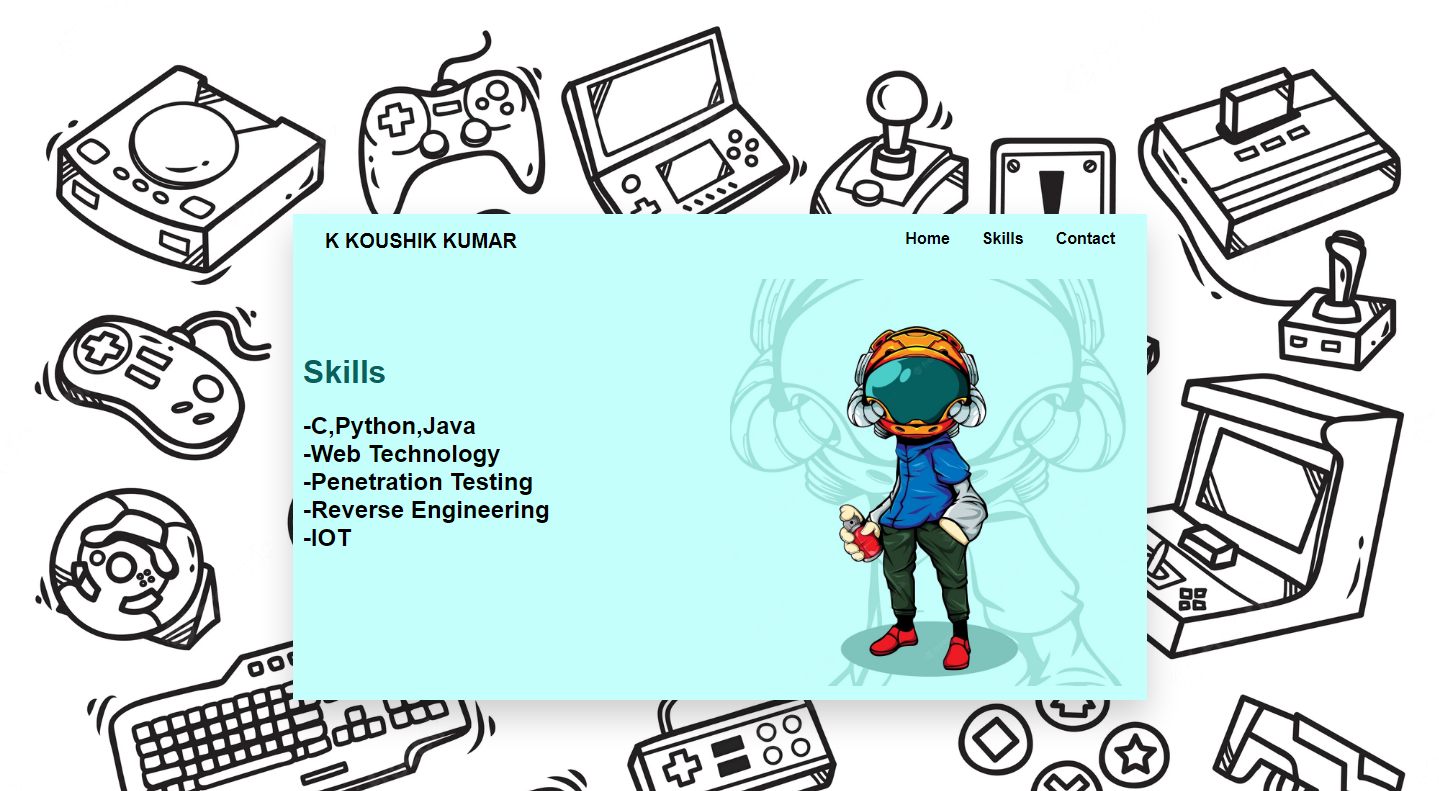 K KOUSHIK KUMAR
Home Skills Contact
Skills
-C,Python,Java
-Web Technology
-Penetration Testing
-Reverse Engineering
-IOT